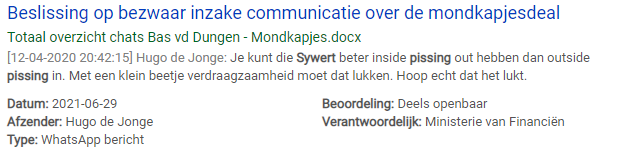 Beslissing op bezwaar inzake communicatie over de mondkapjesdeal
Totaal overzicht chats Bas vd Dungen - Mondkapjes.docx
[12-04-2020 20:42:15] Hugo de Jonge: Je kunt die Sywert beter inside pissing out hebben dan outside
pissing in. Met een klein beetje verdraagzaamheid moet dat lukken. Hoop echt dat het lukt.
Datum: 2021-06-29
Afzender: Hugo de Jonge
Type: WhatsApp bericht
Beoordeling: Deels openbaar
Verantwoordelijk: Ministerie van Financiën